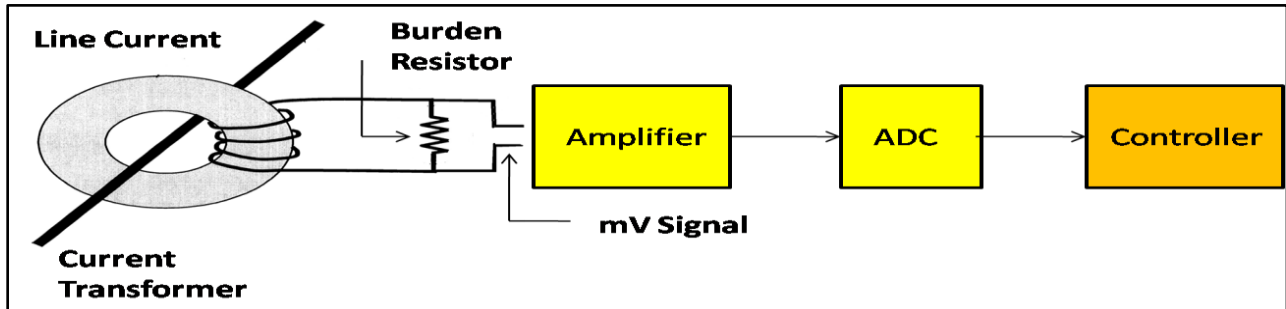 Line Current
Burden
Resistor
Amplifier
ADC
Controller
mV Signal
Current
Transformer